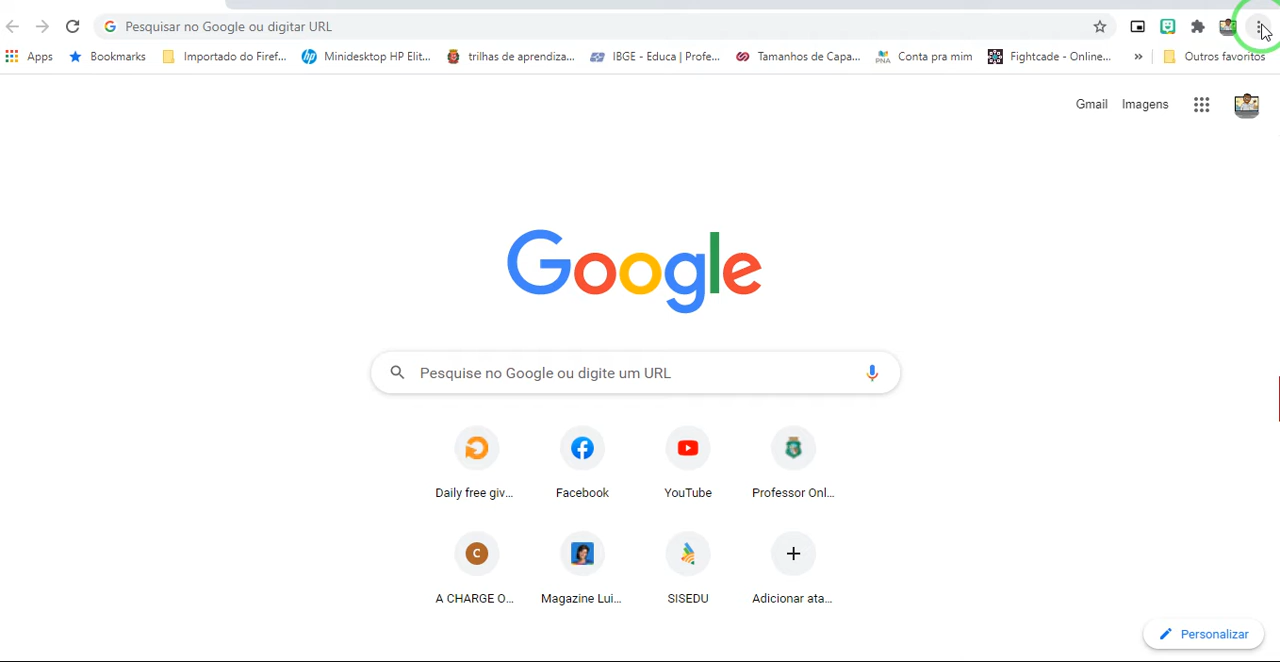 Pesquisar no Google ou digitar URL
Apps Bookmarks Importado do Firef... Minidesktop HP Elit... trilhas de aprendiza... IBGE - Educa | Profe... Tamanhos de Capa... PNA Conta pra mim Fightcade - Online... » Outros favoritos
Gmail Imagens
Google
Pesquise no Google ou digite um URL
Daily free giv... Facebook YouTube Professor Onl...
C
A CHARGE O... Magazine Lui... SISEDU Adicionar ata...
Personalizar